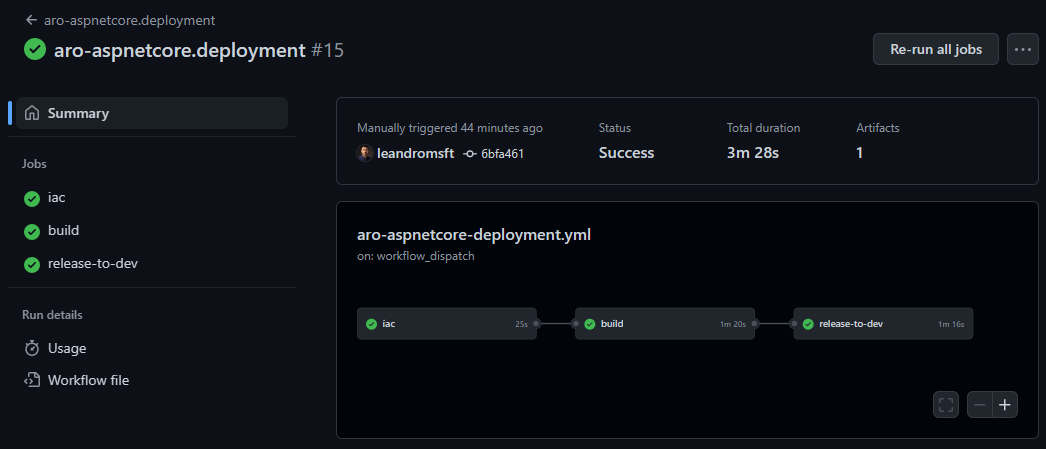 aro-aspnetcore.deployment
aro-aspnetcore.deployment #15
Re-run all jobs
Summary
Jobs
iac
build
release-to-dev
Run details
Usage
Workflow file
Manually triggered 44 minutes ago
leandromsft 6bfa461
Status
Success
Total duration
3m 28s
Artifacts
1
aro-aspnetcore-deployment.yml
on: workflow_dispatch
iac 25s
build 1m 20s
release-to-dev 1m 16s